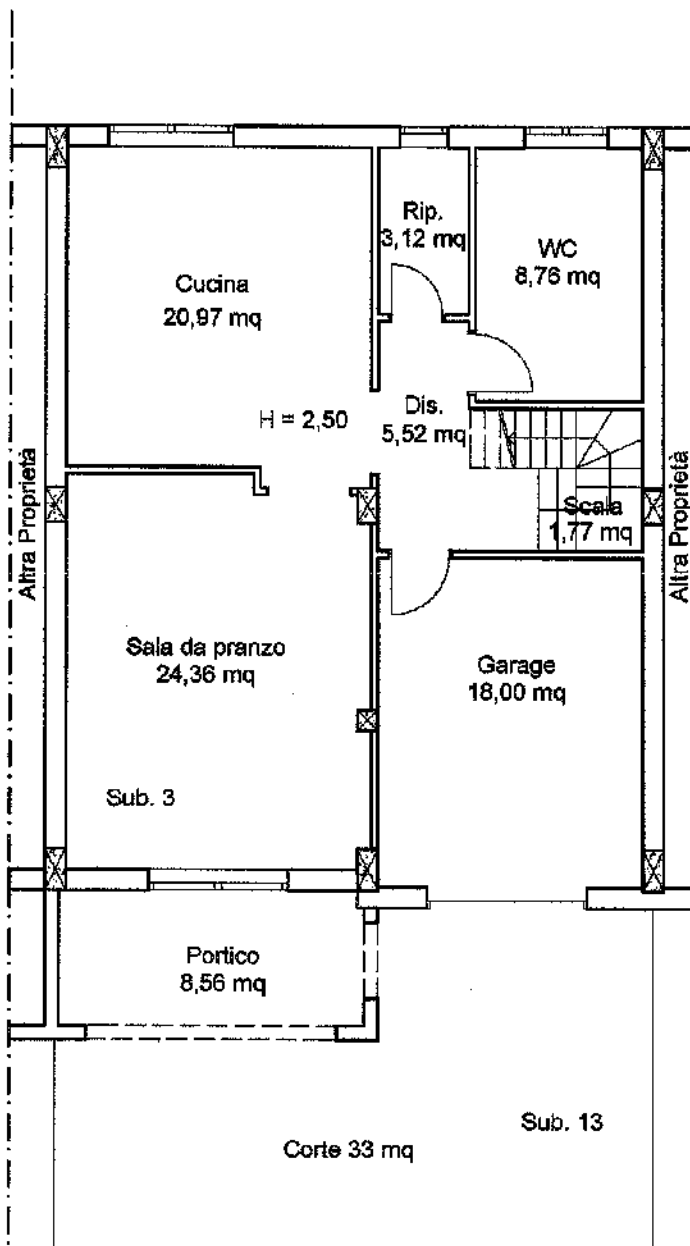 Rip.
3,12 mq
WC
8,76 mq
Cucina
20,97 mq
H = 2,50
Dis.
5,52 mq
Altra Proprietà
Scala
1,77 mq
Altra Proprietà
Sala da pranzo
24,36 mq
Garage
18,00 mq
Sub. 3
Portico
8,56 mq
Sub. 13
Corte 33 mq